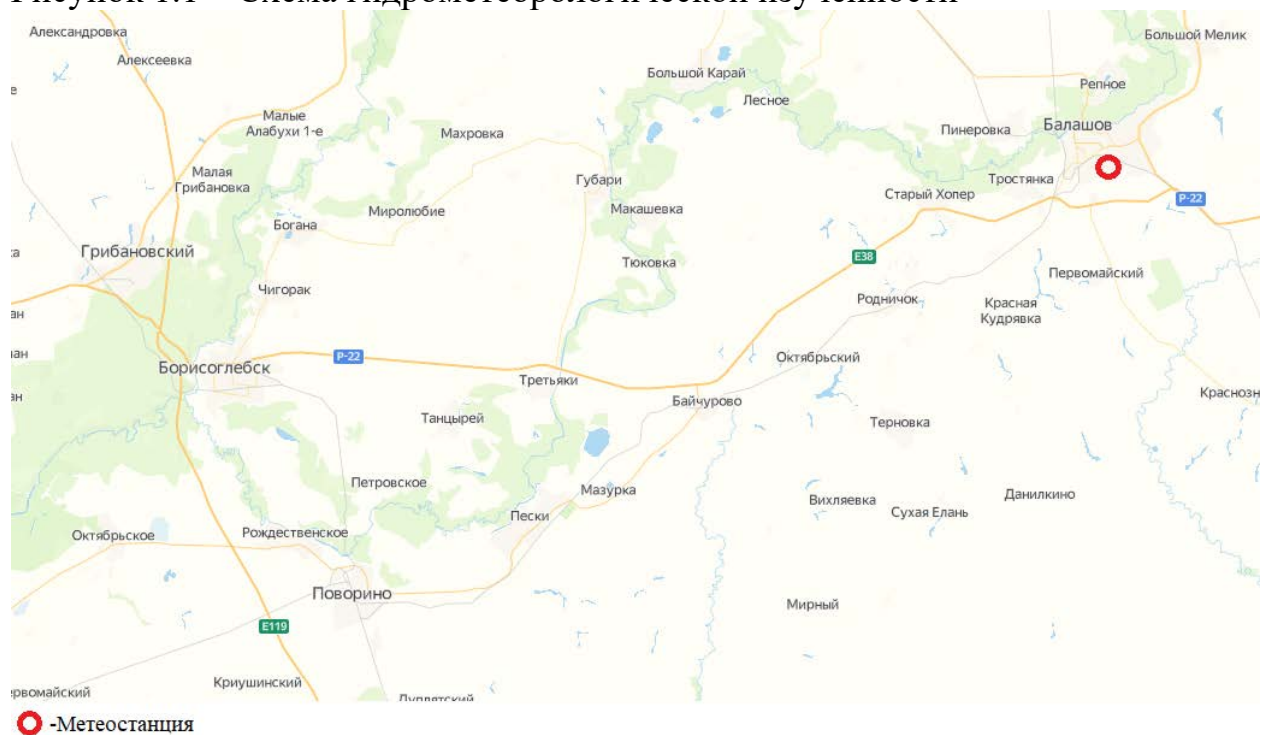 Александровка
Большой Мелик
Алексеевка
Большой Карай
Репное
Лесное
Малые
Алабухи 1-е
Махровка
Пинеровка
Балашов
Малая
Грибановка
Губари
Тростянка
Старый Хопер
Р-22
Миролюбие
Макашевка
Богана
Грибановский
Тюковка
E38
Первомайский
Чигорак
Родничок
Красная
Кудрявка
Р-22
Октябрьский
Борисоглебск
Третьяки
Байчурово
Танцырей
Терновка
Петровское
Мазурка
Вихляевка
Данилкино
Сухая Елань
Пески
Октябрьское
Рождественское
Поворино
Мирный
E119
Криушинский
-Метеостанция